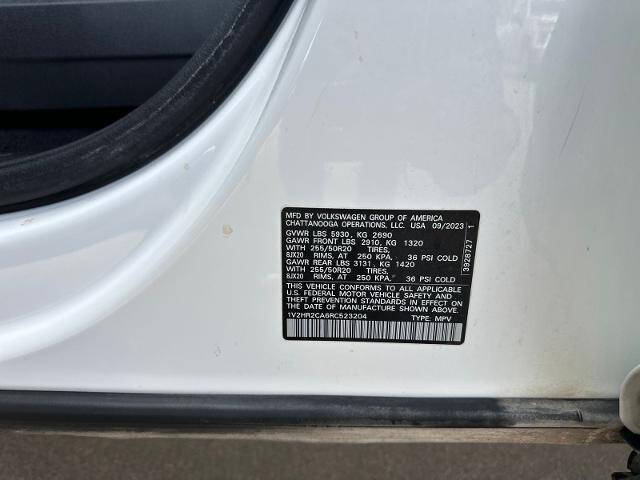 MFD BY VOLKSWAGEN GROUP OF AMERICA
CHATTANOOGA OPERATIONS, LLC. USA 09/2023
GVWR LBS 5930, KG 2690
GAWR FRONT LBS 2910, KG 1320
WITH 255/50R20 TIRES,
8JX20 RIMS, AT 250 KPA, 36 PSI COLD
GAWR REAR LBS 3131, KG 1420
WITH 255/50R20 TIRES,
8JX20 RIMS, AT 250 KPA, 36 PSI COLD
THIS VEHICLE CONFORMS TO ALL APPLICABLE
U.S. FEDERAL MOTOR VEHICLE SAFETY AND
THEFT PREVENTION STANDARDS IN EFFECT ON
THE DATE OF MANUFACTURE SHOWN ABOVE.
1V2HR2CA6RC523204 TYPE: MPV
3928727 1